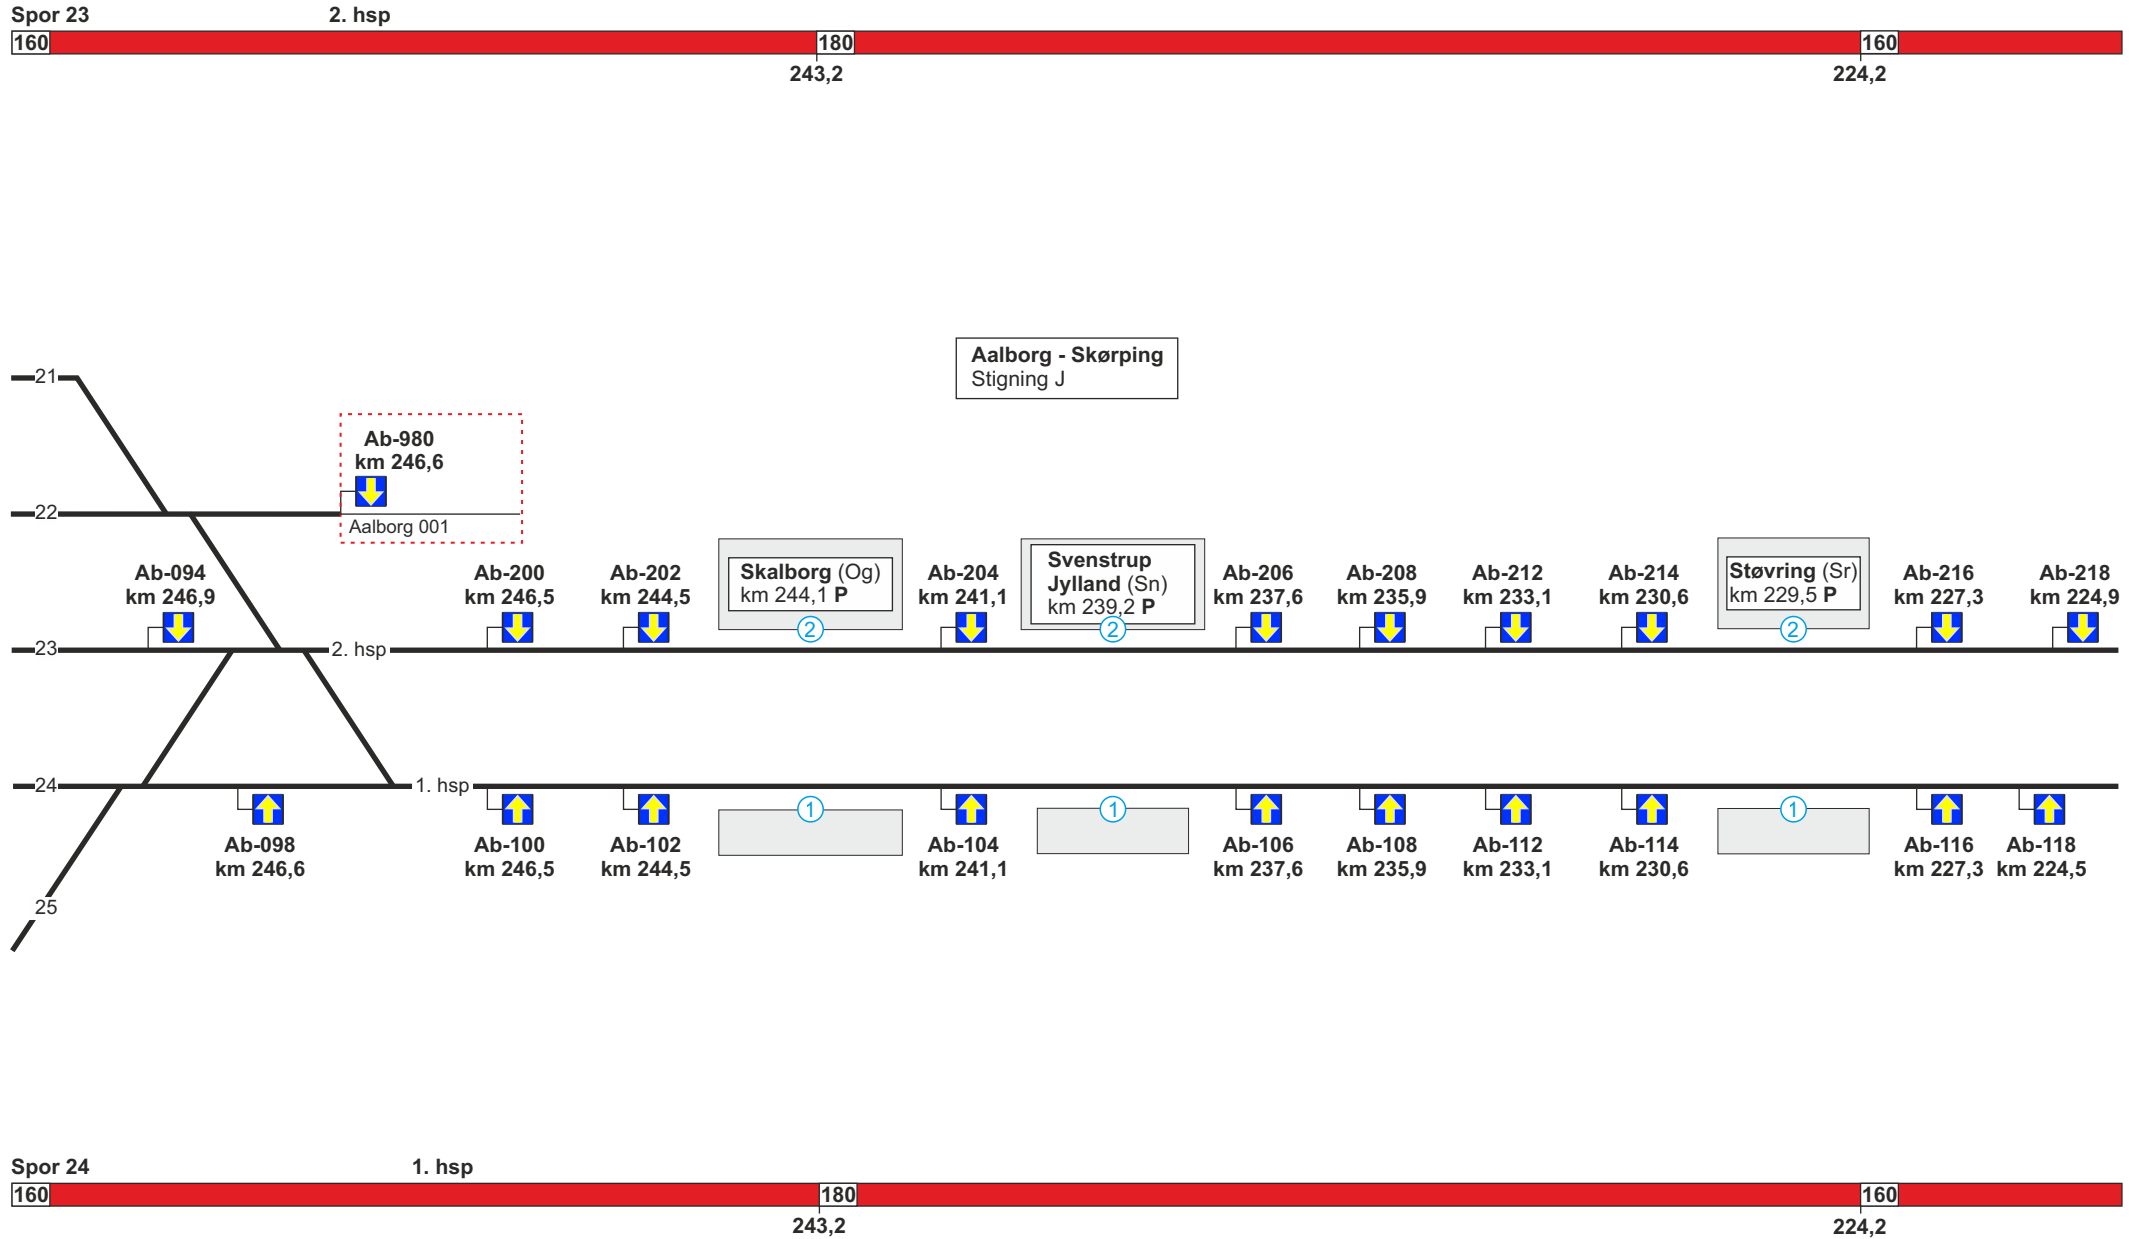 Spor 23 2. hsp
160 180 160
243,2 224,2
Aalborg - Skørping
Stigning J
21
Ab-980
km 246,6
22
Aalborg 001
Ab-094 Ab-200 Ab-202 Skalborg (Og) Ab-204 Svenstrup Ab-206 Ab-208 Ab-212 Ab-214 Støvring (Sr) Ab-216 Ab-218
km 246,9 km 246,5 km 244,5 km 244,1 P km 241,1 Jylland (Sn) km 237,6 km 235,9 km 233,1 km 230,6 km 229,5 P km 227,3 km 224,9
km 239,2 P
2 2 2
23 2. hsp
24 1. hsp
1 1 1
Ab-098 Ab-100 Ab-102 Ab-104 Ab-106 Ab-108 Ab-112 Ab-114 Ab-116 Ab-118
km 246,6 km 246,5 km 244,5 km 241,1 km 237,6 km 235,9 km 233,1 km 230,6 km 227,3 km 224,5
25
Spor 24 1. hsp
160 180 160
243,2 224,2